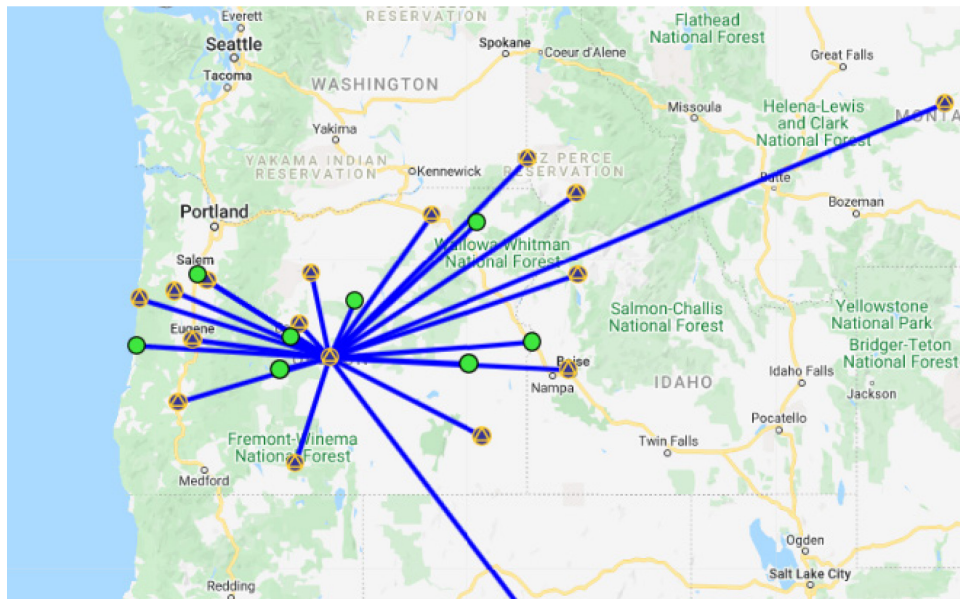 Everett
RESERVATION
Seattle
Flathead
National Forest
Spokane
Coeur d'Alene
Great Falls
Tacoma
WASHINGTON
Missoula
Helena-Lewis
and Clark
National Forest
MONTA
Yakima
YAKAMA INDIAN
RESERVATION
Kennewick
Z PERCE
RESERVATION
Butte
Bozeman
Portland
Wallowa-Whitman
National Forest
Salem
Salmon-Challis
National Forest
Yellowstone
National Park
Eugene
Bridger-Teton
National Forest
Boise
Nampa
IDAHO
Idaho Falls
Jackson
Pocatello
Fremont-Winema
National Forest
Twin Falls
Medford
Ogden
Salt Lake City
Redding